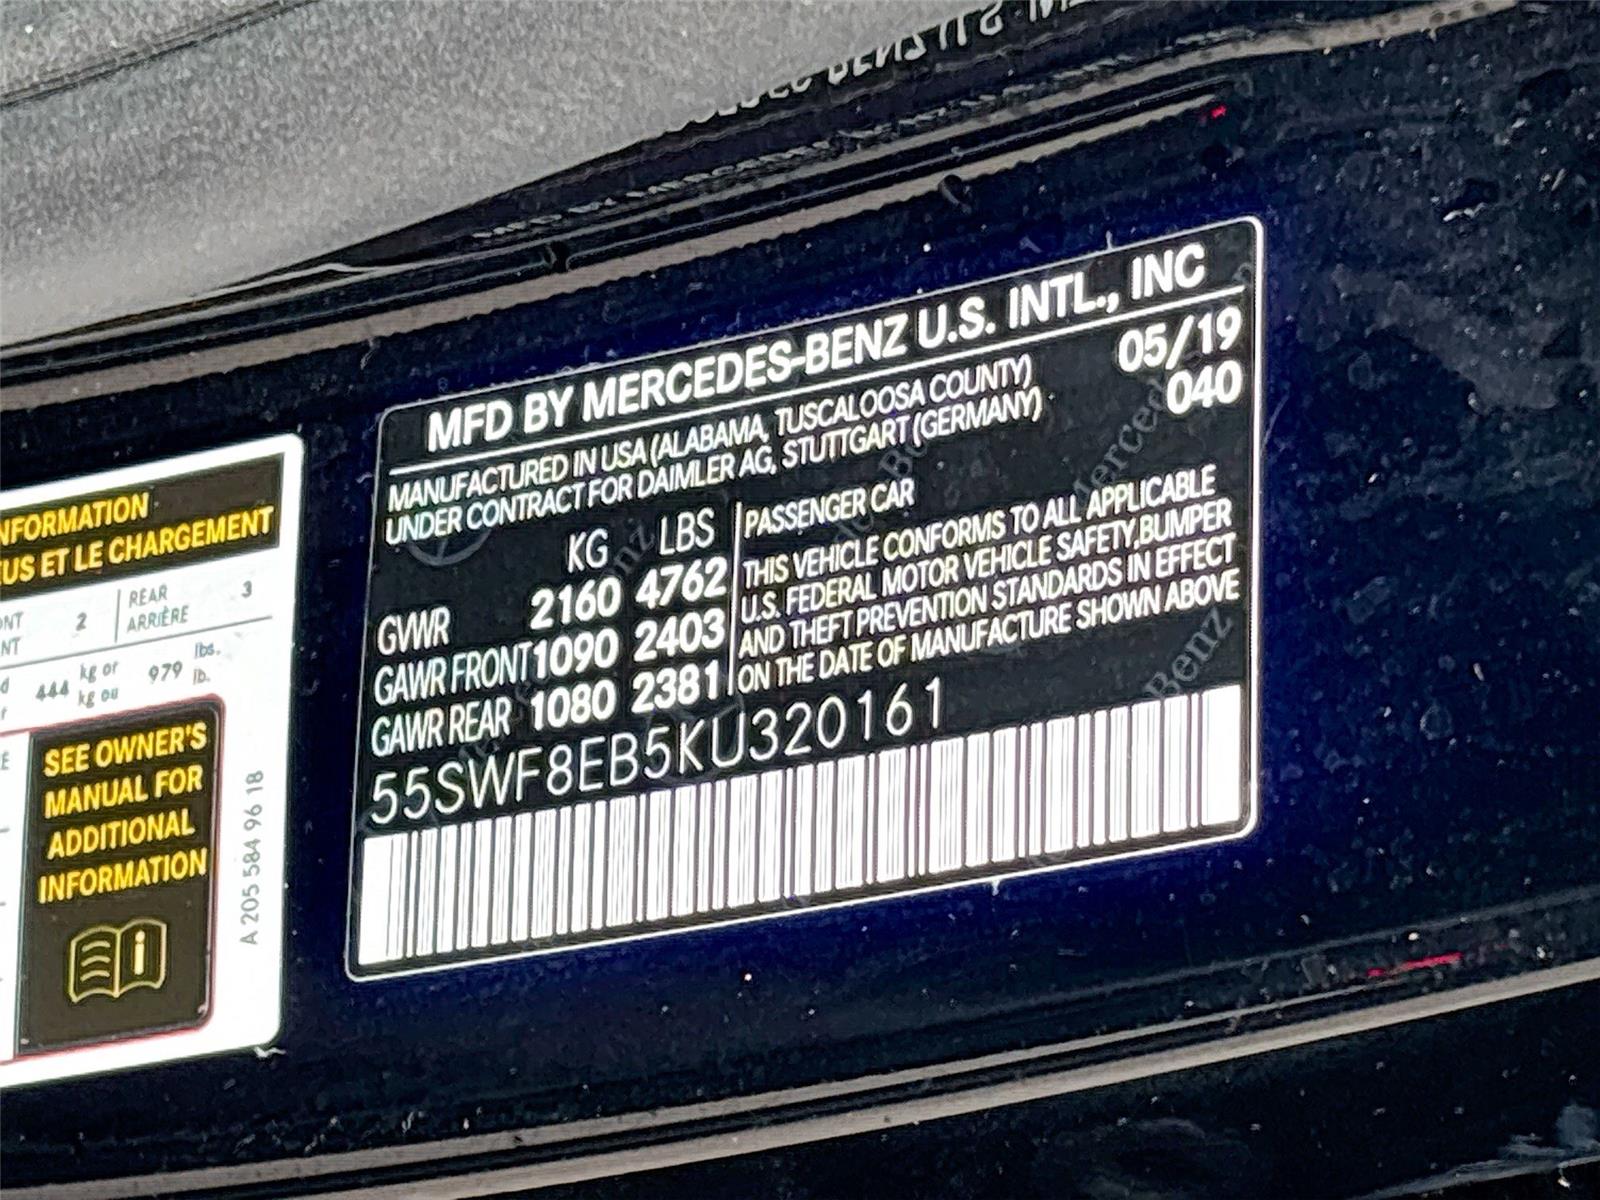 MFD BY MERCEDES-BENZ U.S. INTL., INC
MANUFACTURED IN USA (ALABAMA, TUSCALOOSA COUNTY) 05/19
UNDER CONTRACT FOR DAIMLER AG, STUTTGART (GERMANY) 040
KG LBS
GVWR 2160 4762
GAWR FRONT 1090 2403
GAWR REAR 1080 2381
PASSENGER CAR
THIS VEHICLE CONFORMS TO ALL APPLICABLE
U.S. FEDERAL MOTOR VEHICLE SAFETY,BUMPER
AND THEFT PREVENTION STANDARDS IN EFFECT
ON THE DATE OF MANUFACTURE SHOWN ABOVE
55SWF8EB5KU320161
ET LE CHARGEMENT
2 REAR 3
ARRIÈRE
444 kg or 979 lbs.
kg ou lb.
SEE OWNER'S
MANUAL FOR
ADDITIONAL
INFORMATION
A 205 584 96 18